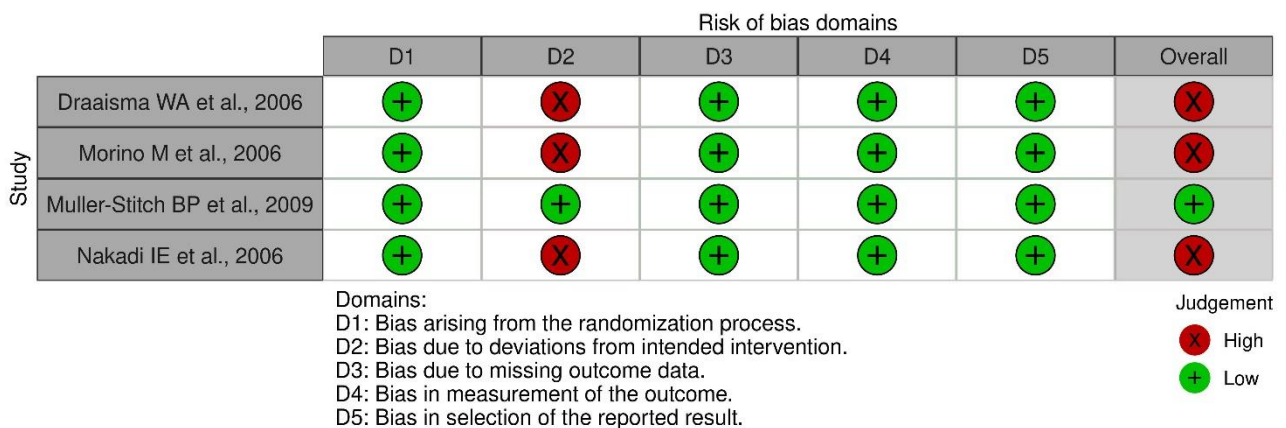 Risk of bias domains
D1 D2 D3 D4 D5 Overall
Study
Draaisma WA et al., 2006 + X + + + X
Morino M et al., 2006 + X + + + X
Muller-Stitch BP et al., 2009 + + + + + +
Nakadi IE et al., 2006 + X + + + X
Domains:
D1: Bias arising from the randomization process.
D2: Bias due to deviations from intended intervention.
D3: Bias due to missing outcome data.
D4: Bias in measurement of the outcome.
D5: Bias in selection of the reported result.
Judgement
X High
+ Low